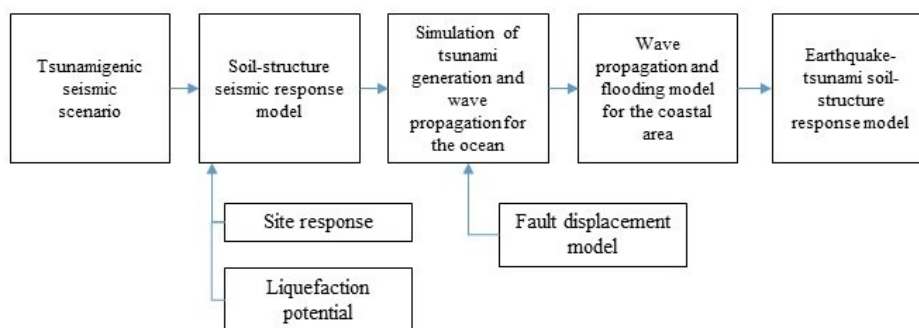 Tsunamigenic
seismic
scenario
Soil-structure
seismic response
model
Simulation of
tsunami
generation and
wave
propagation for
the ocean
Wave
propagation and
flooding model
for the coastal
area
Earthquake-
tsunami soil-
structure
response model
Site response
Liquefaction
potential
Fault displacement
model